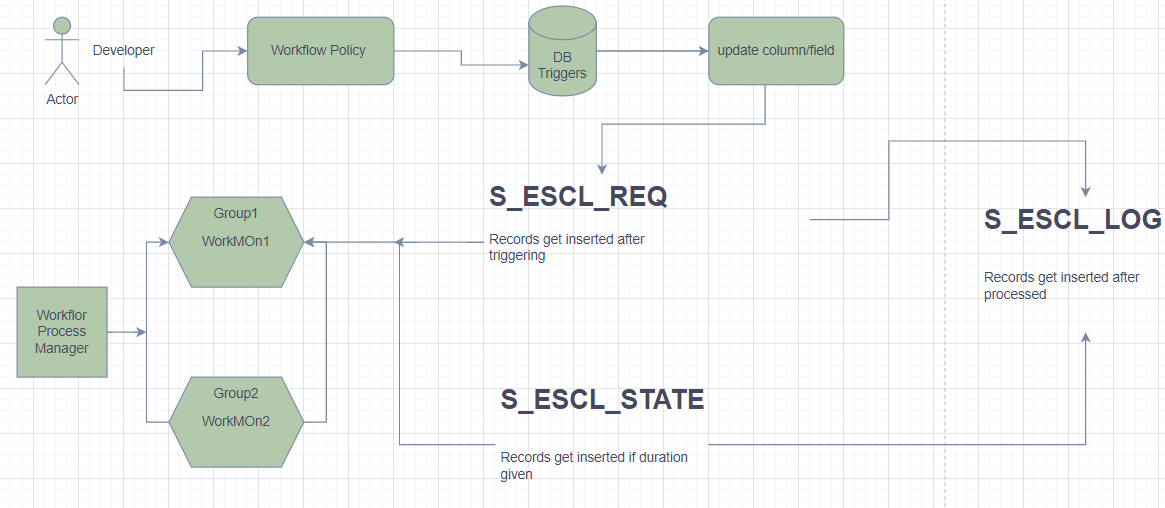 Developer
Actor
Workflow Policy
DB
Triggers
update column/field
S_ESCL_REQ
Records get inserted after
triggering
S_ESCL_LOG
Records get inserted after
processed
Group1
WorkMOn1
Workflor
Process
Manager
Group2
WorkMOn2
S_ESCL_STATE
Records get inserted if duration
given